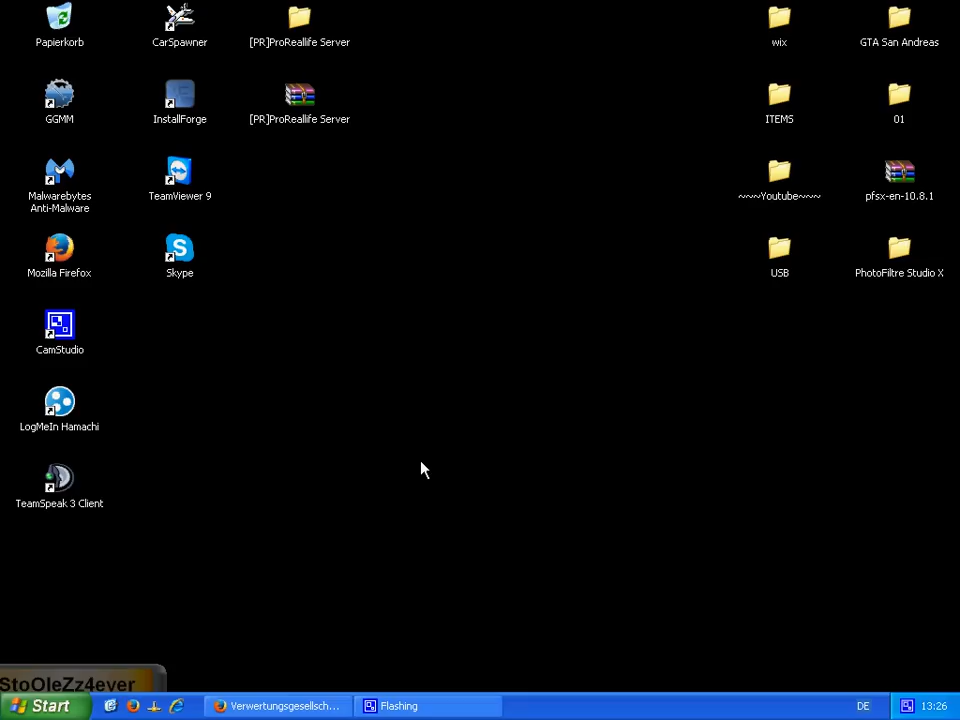 Papierkorb
CarSpawner
[PR]ProReallife Server
wix
GTA San Andreas
GGMM
InstallForge
[PR]ProReallife Server
ITEMS
01
Malwarebytes
Anti-Malware
TeamViewer 9
~~~Youtube~~~
pfsx-en-10.8.1
Mozilla Firefox
Skype
USB
PhotoFiltre Studio X
CamStudio
LogMeIn Hamachi
TeamSpeak 3 Client
StoOleZz4ever
Start
Verwertungsgesellsch...
Flashing
DE
13:26